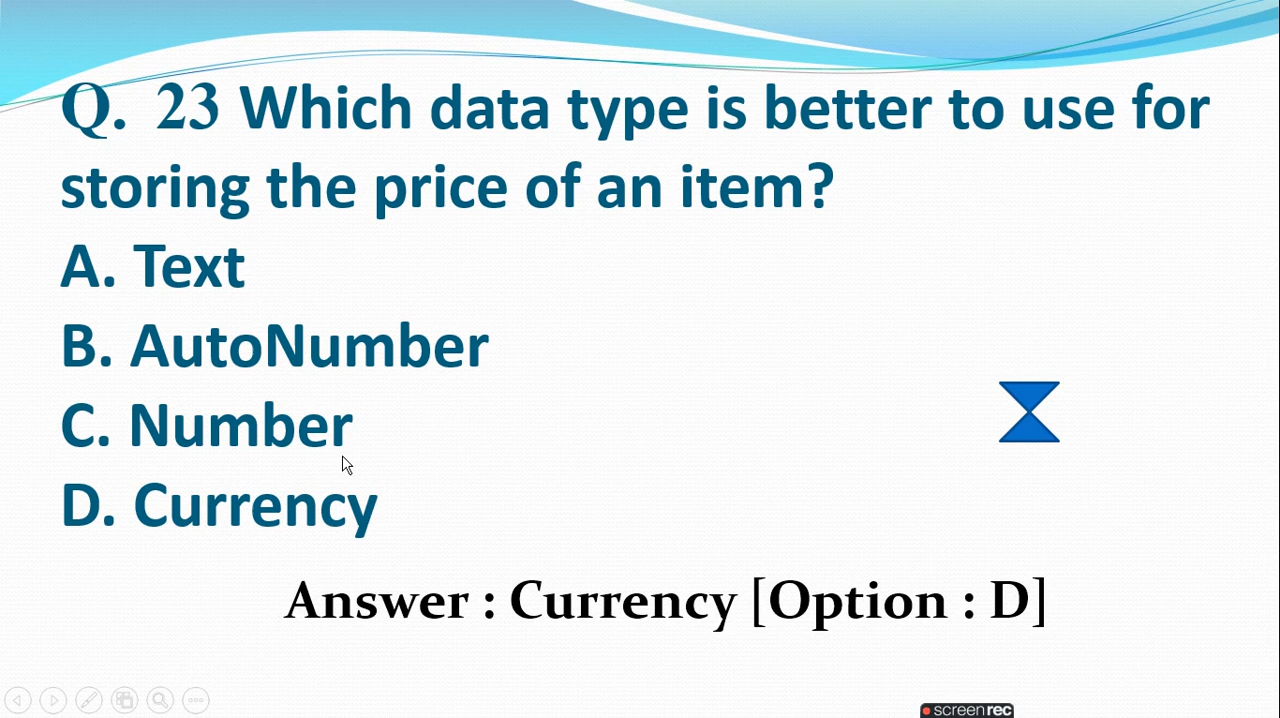 Q. 23 Which data type is better to use for
storing the price of an item?
A. Text
B. AutoNumber
C. Number
D. Currency
Answer : Currency [Option : D]
screenrec